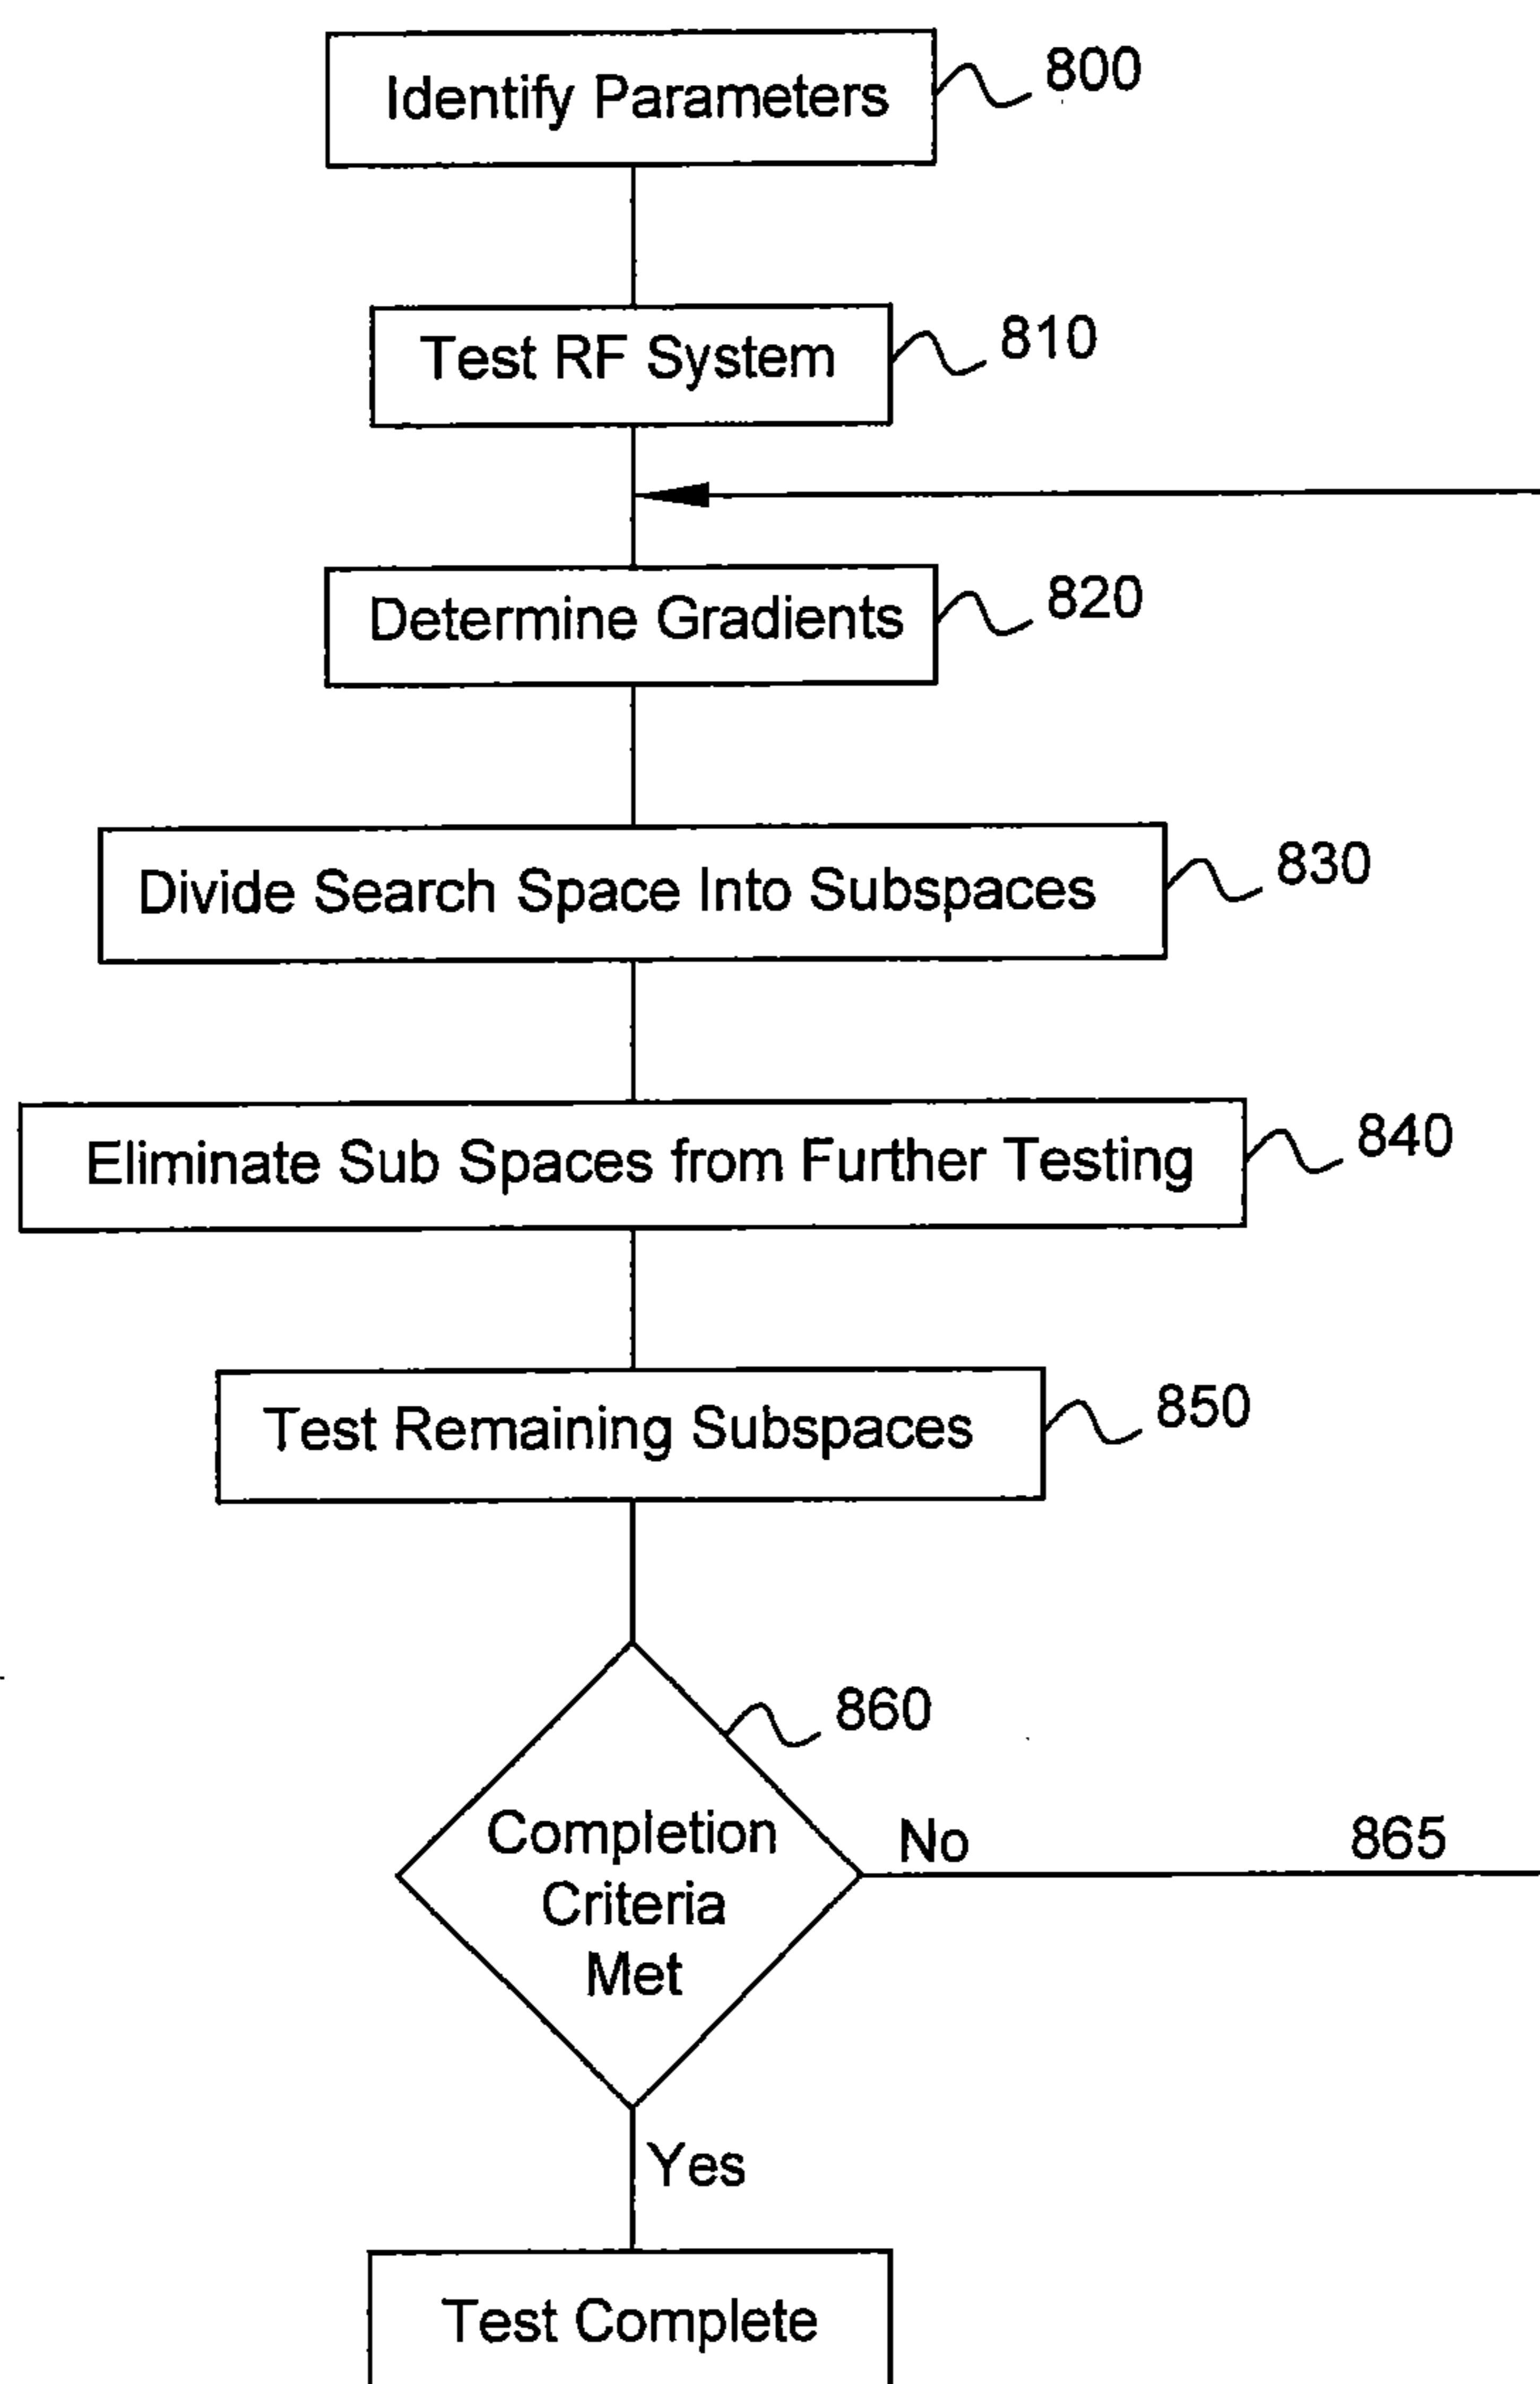 Identify Parameters
800
Test RF System
810
Determine Gradients
820
Divide Search Space Into Subspaces
830
Eliminate Sub Spaces from Further Testing
840
Test Remaining Subspaces
850
860
Completion
Criteria
Met
No
865
Yes
Test Complete